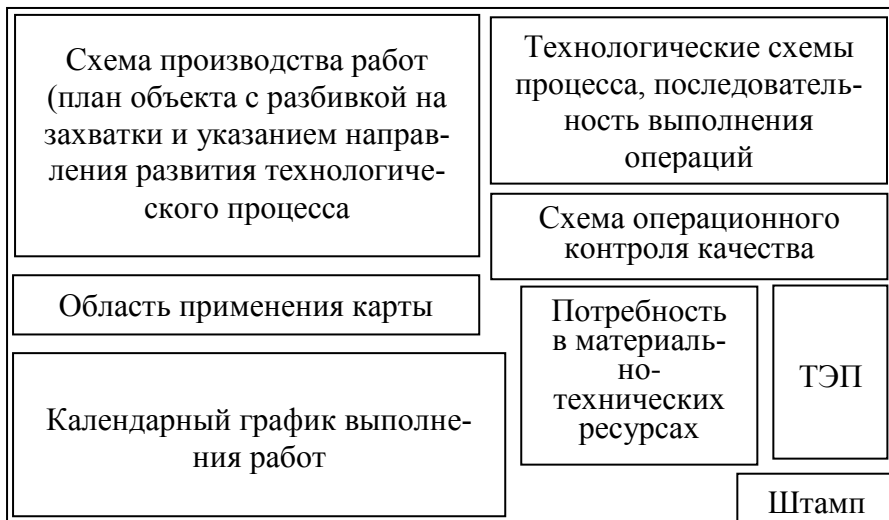 Схема производства работ
(план объекта с разбивкой на
захватки и указанием направ-
ления развития технологиче-
ского процесса
Технологические схемы
процесса, последователь-
ность выполнения
операций
Схема операционного
контроля качества
Область применения карты
Потребность
в материаль-
но-
технических
ресурсах
ТЭП
Календарный график выполне-
ния работ
Штамп